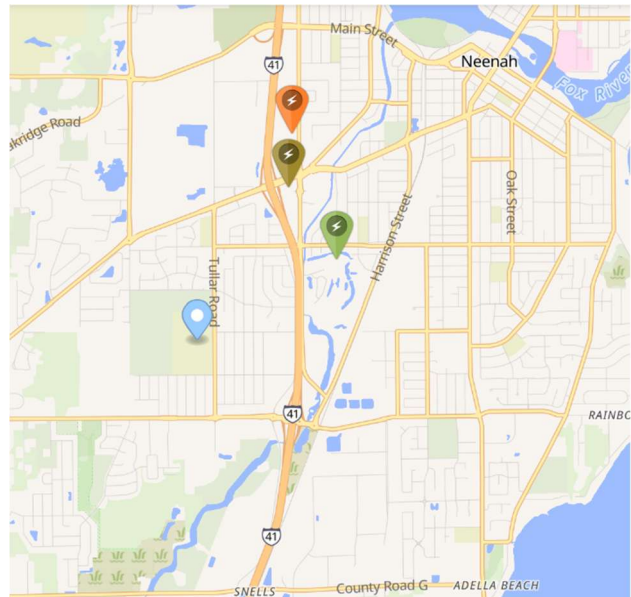 Main Street
41
Neenah
Fox River
akridge Road
Oak Street
Harrison Street
Tullar Road
41
RAINBO
41
County Road G
ADELLA BEACH
SNELLS